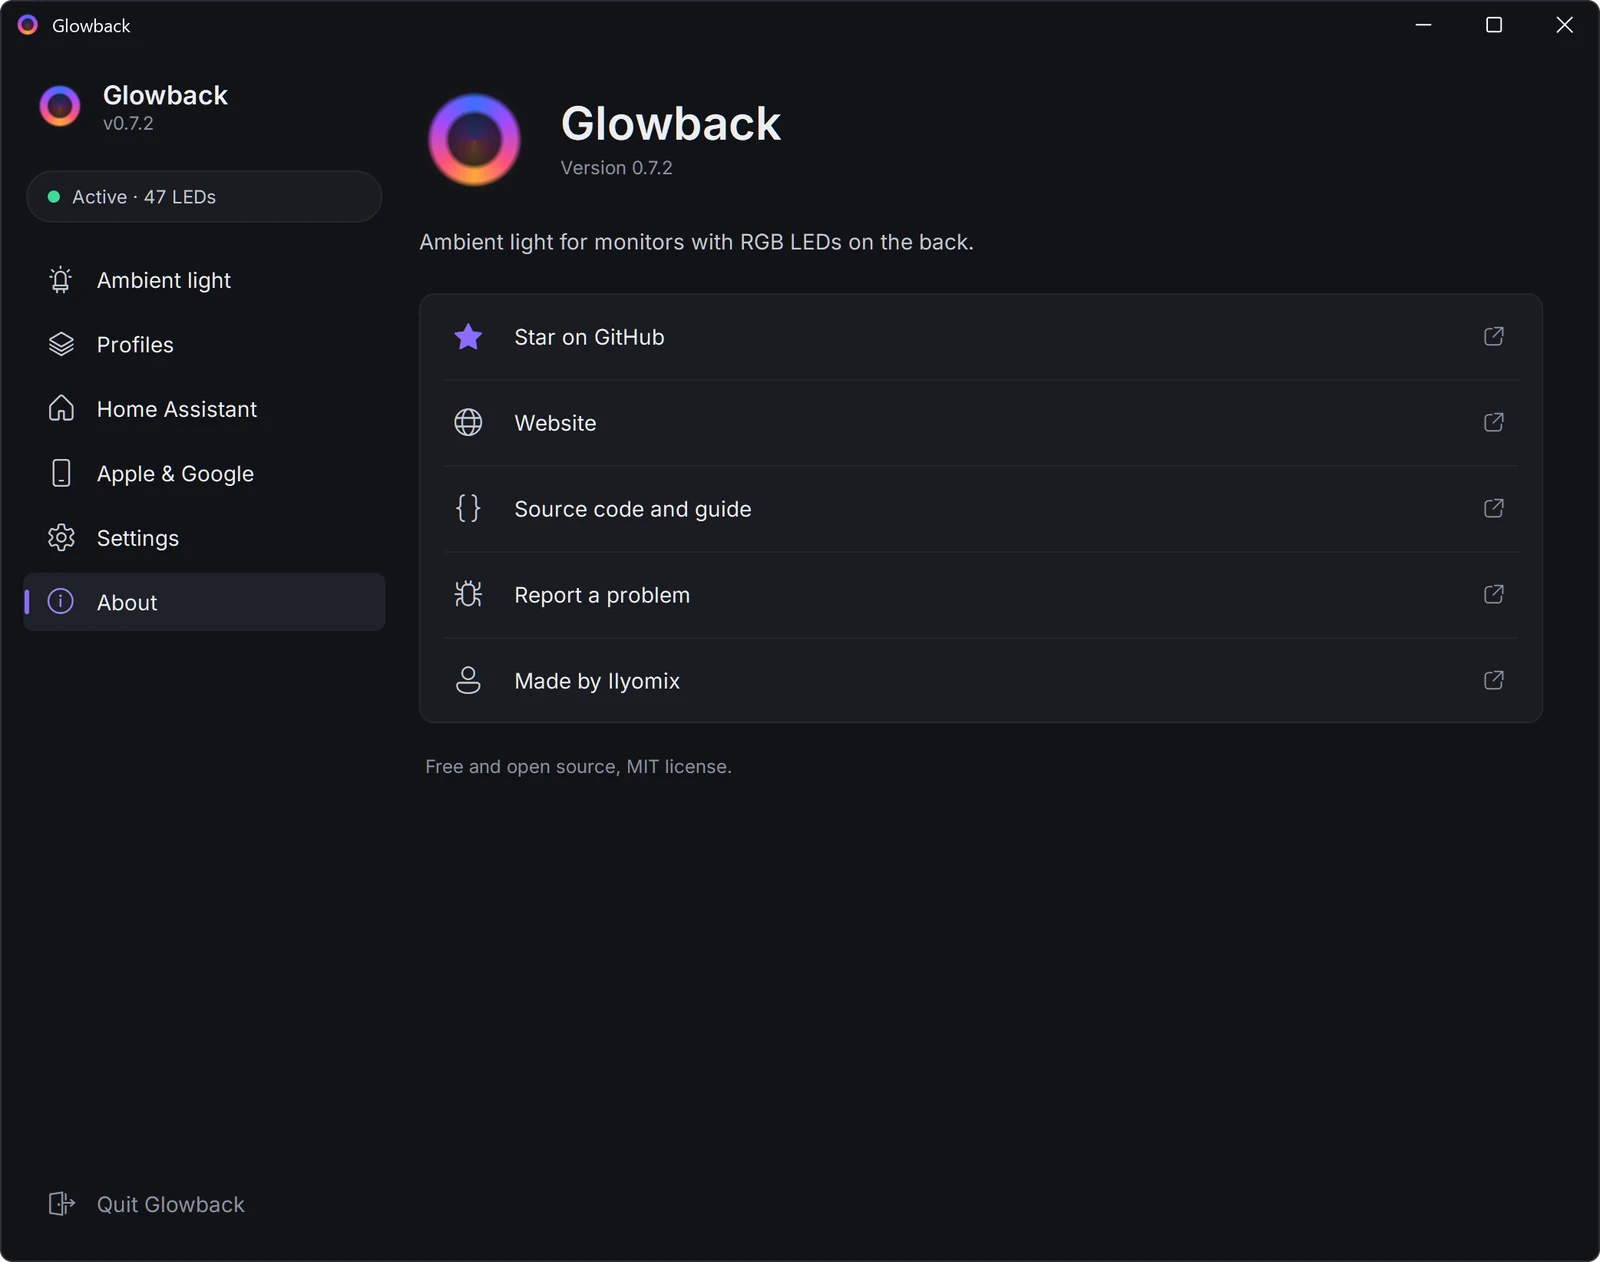 Glowback
Glowback
v0.7.2
Active · 47 LEDs
Ambient light
Profiles
Home Assistant
Apple & Google
Settings
About
Quit Glowback
Glowback
Version 0.7.2
Ambient light for monitors with RGB LEDs on the back.
Star on GitHub
Website
Source code and guide
Report a problem
Made by Ilyomix
Free and open source, MIT license.